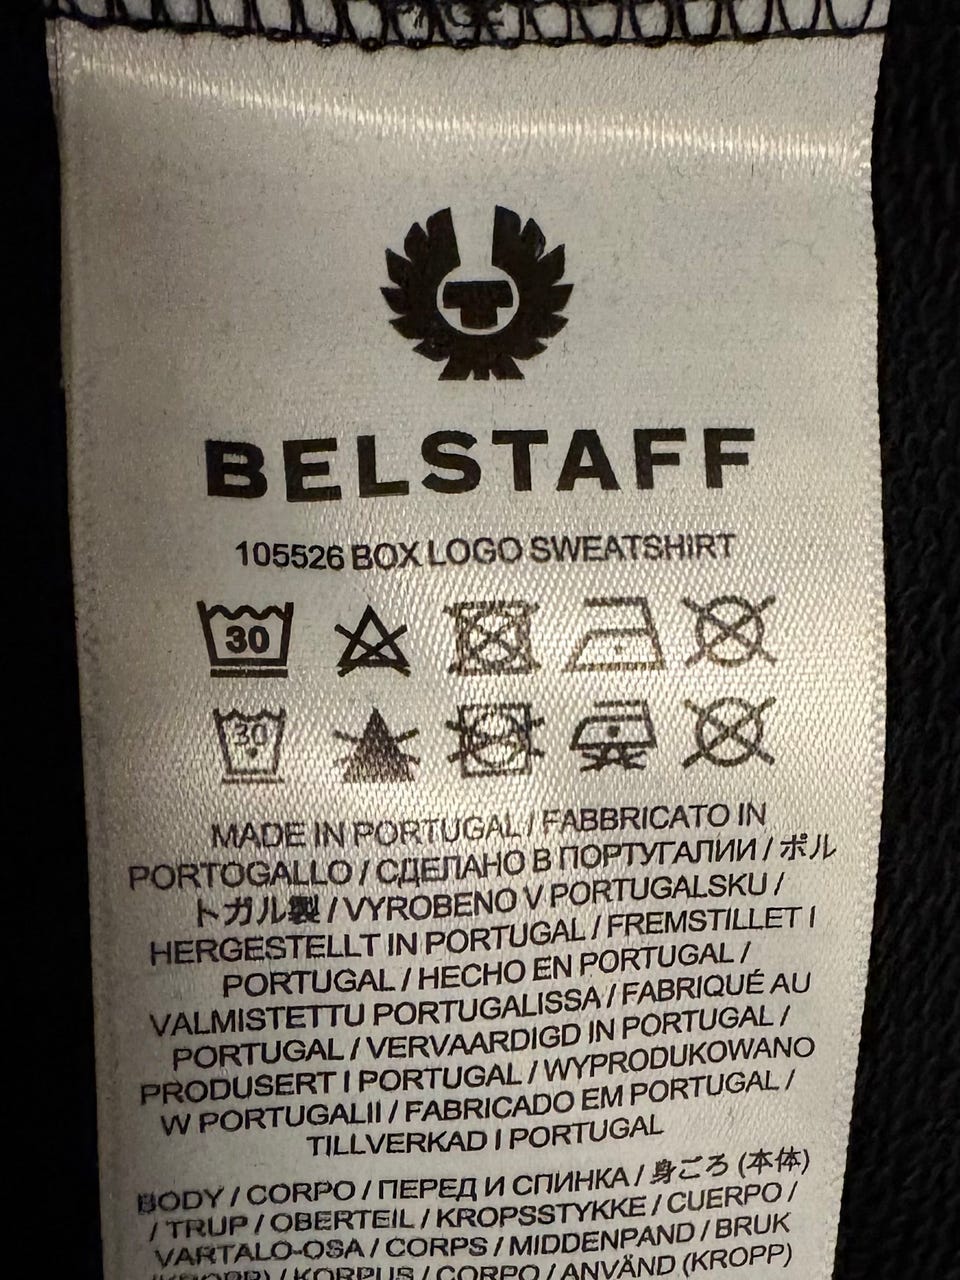 BELSTAFF
105526 BOX LOGO SWEATSHIRT
30
30
MADE IN PORTUGAL / FABBRICATO IN
PORTOGALLO / СДЕЛАНО В ПОРТУГАЛИИ / ポル
トガル製 / VYROBENO V PORTUGALSKU /
HERGESTELLT IN PORTUGAL / FREMSTILLET I
PORTUGAL / HECHO EN PORTUGAL /
VALMISTETTU PORTUGALISSA / FABRIQUÉ AU
PORTUGAL / VERVAARDIGD IN PORTUGAL /
PRODUSERT I PORTUGAL / WYPRODUKOWANO
W PORTUGALII / FABRICADO EM PORTUGAL /
TILLVERKAD I PORTUGAL
BODY / CORPO / ПЕРЕД И СПИНКА / 身ごろ (本体)
/ TRUP / OBERTEIL / KROPSSTYKKE / CUERPO /
VARTALO-OSA / CORPS / MIDDENPAND / BRUK
(KROPP) / KORPUS / CORPO / ANVÄND (KROPP)